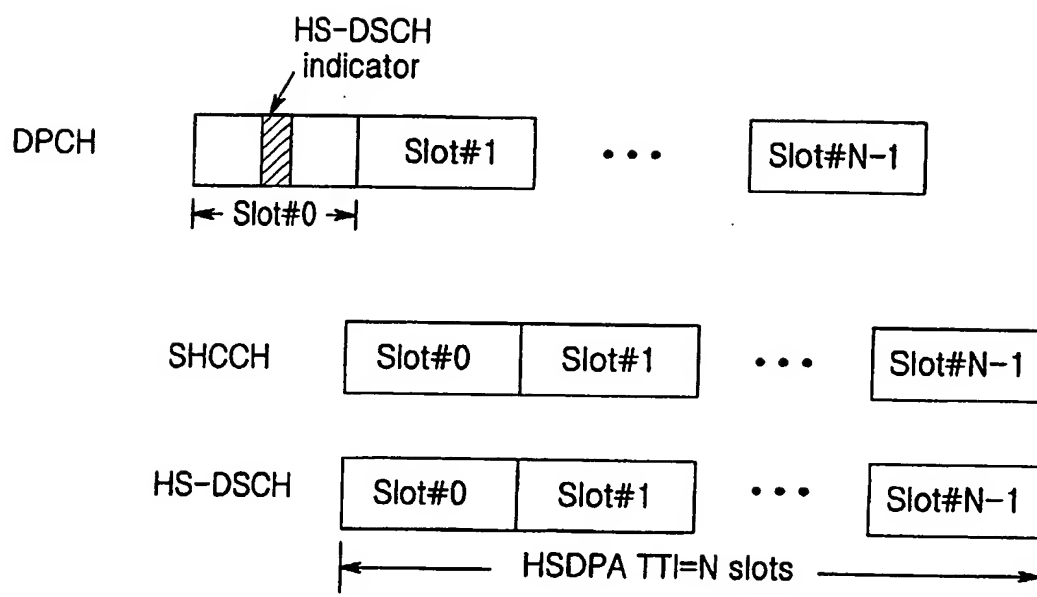 HS-DSCH
indicator
DPCH Slot#1 • • • Slot#N-1
Slot#0
SHCCH Slot#0 Slot#1 • • • Slot#N-1
HS-DSCH Slot#0 Slot#1 • • • Slot#N-1
HSDPA TTI=N slots